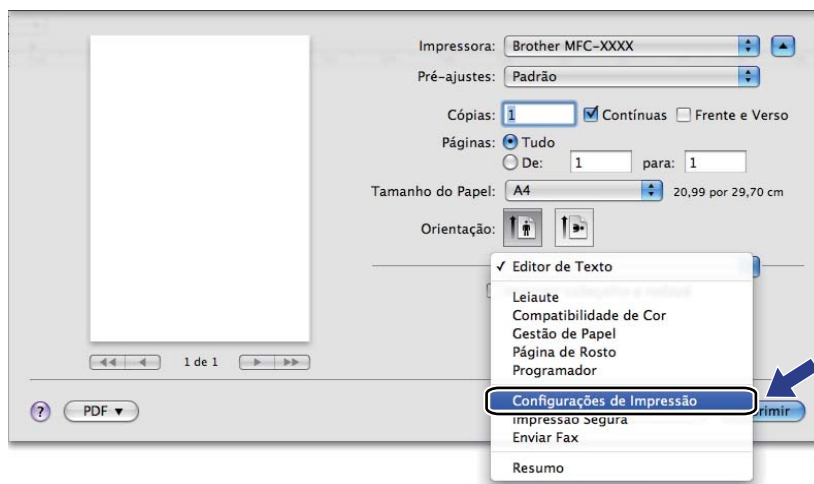 Impressora: Brother MFC-XXXX
Pré-ajustes: Padrão
Cópias: 1 Contínuas Frente e Verso
Páginas: Tudo
De: 1 para: 1
Tamanho do Papel: A4 20,99 por 29,70 cm
Orientação:
Editor de Texto
Leiaute
Compatibilidade de Cor
Gestão de Papel
Página de Rosto
Programador
Configurações de Impressão
Impressão Segura
Enviar Fax
Resumo
1 de 1
? PDF rimir